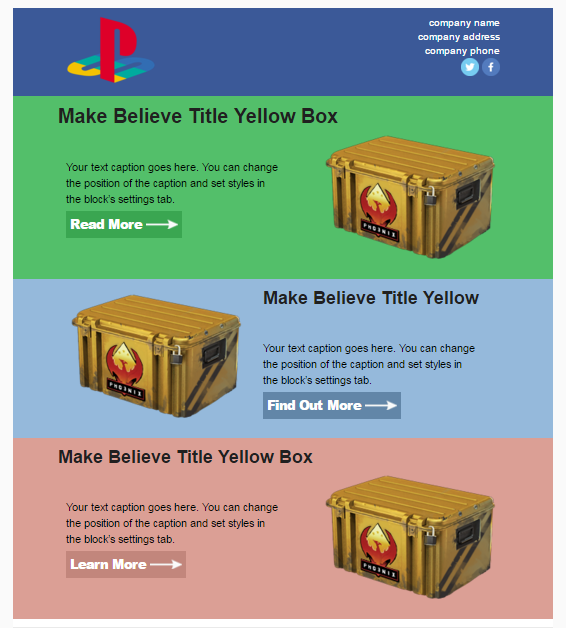 company name
company address
company phone
Make Believe Title Yellow Box
Your text caption goes here. You can change
the position of the caption and set styles in
the block's settings tab.
Read More
PHO3NIX
Make Believe Title Yellow
Your text caption goes here. You can change
the position of the caption and set styles in
the block's settings tab.
Find Out More
PHO3NIX
Make Believe Title Yellow Box
Your text caption goes here. You can change
the position of the caption and set styles in
the block's settings tab.
Learn More
PHO3NIX